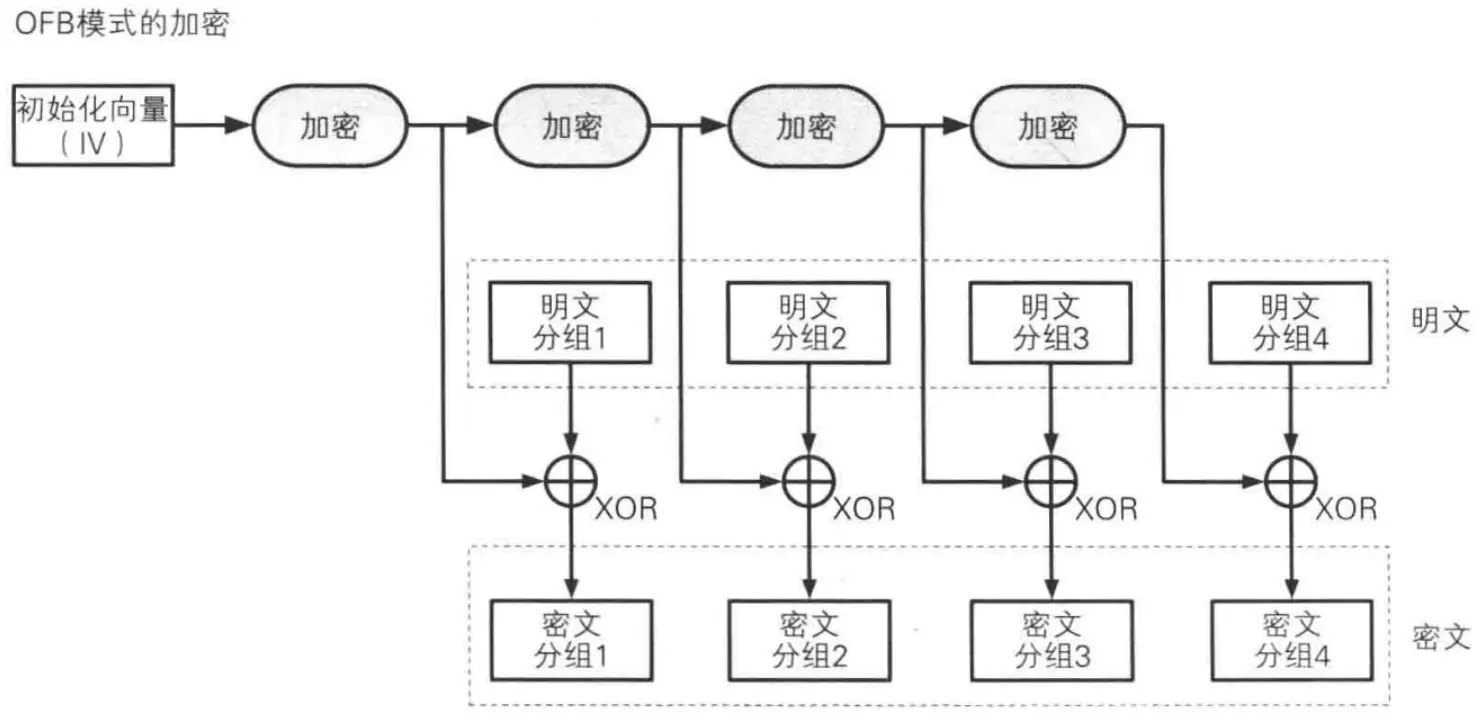 OFB模式的加密
初始化向量
（IV）
加密
加密
加密
加密
明文
分组1
明文
分组2
明文
分组3
明文
分组4
明文
XOR
XOR
XOR
XOR
密文
分组1
密文
分组2
密文
分组3
密文
分组4
密文